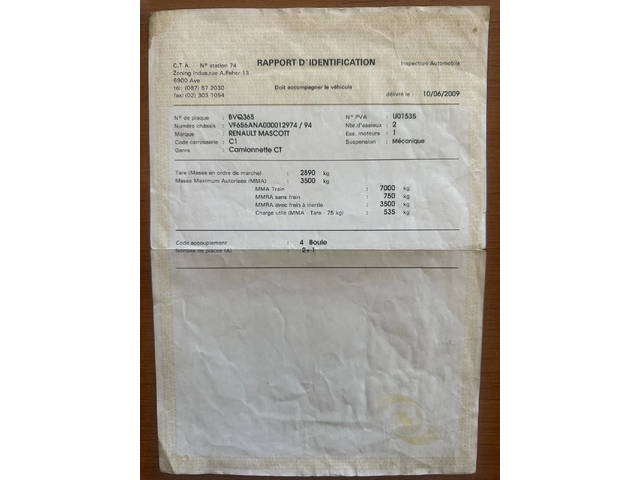 C.T.A. N° station 74 RAPPORT D'IDENTIFICATION Inspection Automobile
Zoning Indus,rue A.Feher 13
6900 Aye Doit accompagner le véhicule
tél: (087) 67 2030
fax: (02) 303 1054 délivré le : 10/06/2009
N° de plaque : BVQ365 N° PVA : U01535
Numéro châssis : VF656ANA000012974 / 94 Nbr.d'essieux : 2
Marque : RENAULT MASCOTT Ess. moteurs : 1
Code carrosserie : C1 Suspension : Mécanique
Genre : Camionnette CT
Tare (Masse en ordre de marche) : 2890 kg
Masse Maximum Autorisée (MMA) : 3500 kg
MMA Train : 7000 kg
MMRA sans frein : 750 kg
MMRA avec frein à inertie : 3500 kg
Charge utile (MMA - Tare - 75 kg) : 535 kg
Code accouplement : 4 Boule
Nombre de places (A) : 2+1